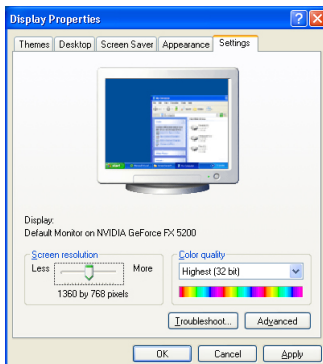 Display Properties
Themes Desktop Screen Saver Appearance Settings
Display:
Default Monitor on NVIDIA GeForce FX 5200
Screen resolution
Less More
1360 by 768 pixels
Color quality
Highest (32 bit)
Troubleshoot... Advanced
OK Cancel Apply